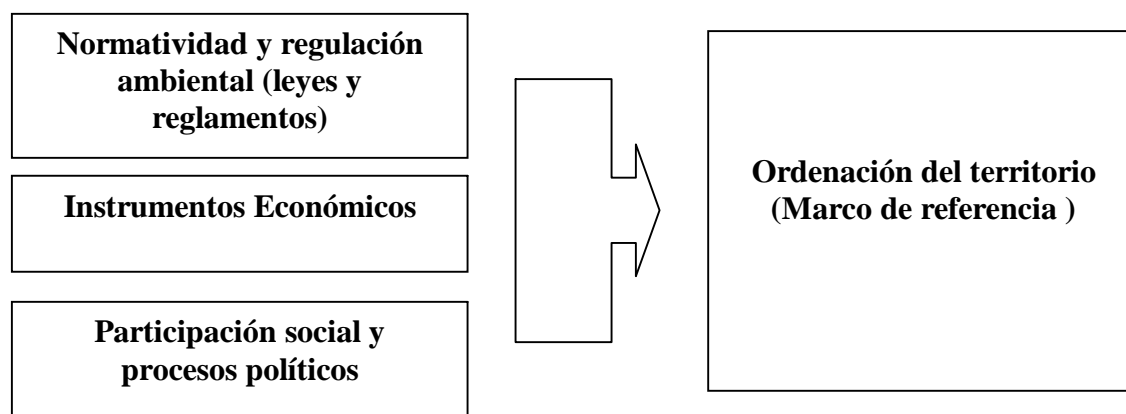 Normatividad y regulación
ambiental (leyes y
reglamentos)
Instrumentos Económicos
Participación social y
procesos políticos
Ordenación del territorio
(Marco de referencia )